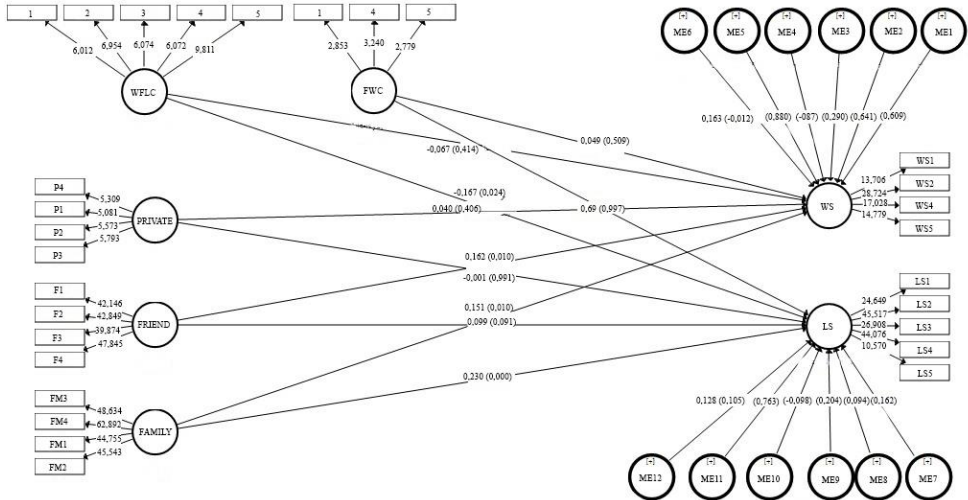 1 2 3 4 5
1 4 5
[+] [+] [+] [+] [+] [+]
ME6 ME5 ME4 ME3 ME2 ME1
6,012 6,954 6,074 6,072 9,811
2,853 3,240 2,779
WFLC
FWC
0,163 (-0,012) (0,880) (-087) (0,290) (0,641) (0,609)
0,049 (0,509)
-0,067 (0,414)
WS1
13,706
WS2
28,724
WS
17,028
WS4
14,779
WS5
P4
5,309
P1
5,081
PRIVATE
P2
5,573
P3
5,793
-0,167 (0,024)
0,040 (0,406)
0,69 (0,997)
0,162 (0,010)
-0,001 (0,991)
F1
42,146
F2
42,849
FRIEND
F3
39,874
F4
47,845
0,151 (0,010)
0,099 (0,091)
LS1
24,649
LS2
45,517
LS
26,908
LS3
44,076
LS4
10,570
LS5
0,230 (0,000)
FM3
48,634
FM4
62,892
FAMILY
FM1
44,755
FM2
45,543
0,128 (0,105) (0,763) (-0,098) (0,204) (0,094) (0,162)
[+] [+] [+] [+] [+] [+]
ME12 ME11 ME10 ME9 ME8 ME7